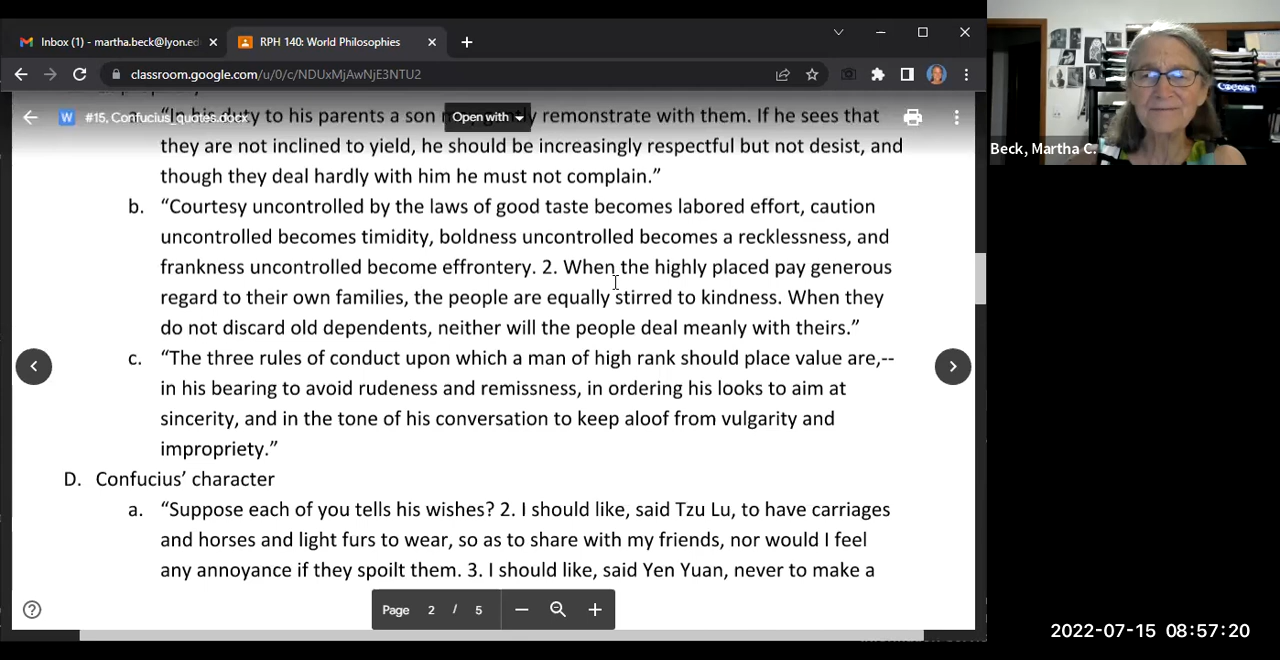 Inbox (1) - martha.beck@lyon.ed
RPH 140: World Philosophies
classroom.google.com/u/0/c/NDUxMjAwNjE3NTU2
#15, Confucius_quotes.docx
Open with
a. “In his duty to his parents a son remonstrate with them. If he sees that
they are not inclined to yield, he should be increasingly respectful but not desist, and
though they deal hardly with him he must not complain.”
b. “Courtesy uncontrolled by the laws of good taste becomes labored effort, caution
uncontrolled becomes timidity, boldness uncontrolled becomes a recklessness, and
frankness uncontrolled become effrontery. 2. When the highly placed pay generous
regard to their own families, the people are equally stirred to kindness. When they
do not discard old dependents, neither will the people deal meanly with theirs.”
c. “The three rules of conduct upon which a man of high rank should place value are,--
in his bearing to avoid rudeness and remissness, in ordering his looks to aim at
sincerity, and in the tone of his conversation to keep aloof from vulgarity and
impropriety.”
D. Confucius’ character
a. “Suppose each of you tells his wishes? 2. I should like, said Tzu Lu, to have carriages
and horses and light furs to wear, so as to share with my friends, nor would I feel
any annoyance if they spoilt them. 3. I should like, said Yen Yuan, never to make a
Page 2 / 5
Beck, Martha C.
2022-07-15 08:57:20